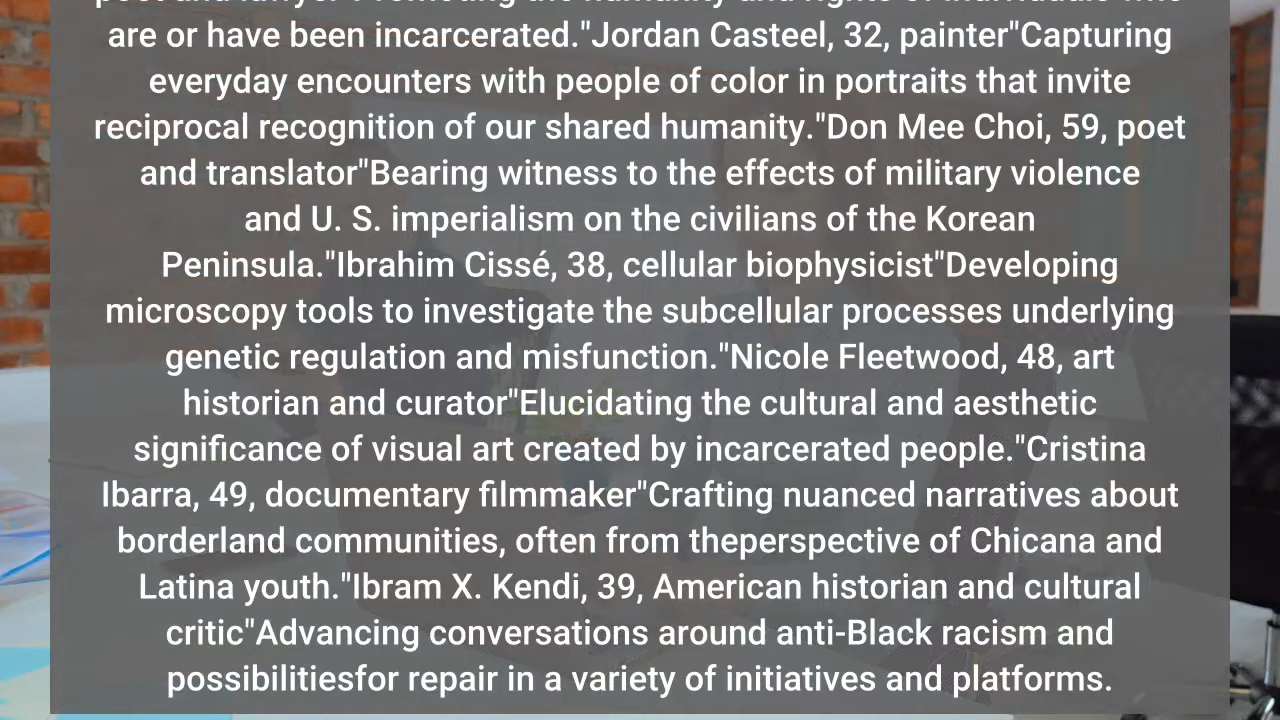 are or have been incarcerated."Jordan Casteel, 32, painter"Capturing
everyday encounters with people of color in portraits that invite
reciprocal recognition of our shared humanity."Don Mee Choi, 59, poet
and translator"Bearing witness to the effects of military violence
and U. S. imperialism on the civilians of the Korean
Peninsula."Ibrahim Cissé, 38, cellular biophysicist"Developing
microscopy tools to investigate the subcellular processes underlying
genetic regulation and misfunction."Nicole Fleetwood, 48, art
historian and curator"Elucidating the cultural and aesthetic
significance of visual art created by incarcerated people."Cristina
Ibarra, 49, documentary filmmaker"Crafting nuanced narratives about
borderland communities, often from theperspective of Chicana and
Latina youth."Ibram X. Kendi, 39, American historian and cultural
critic"Advancing conversations around anti-Black racism and
possibilitiesfor repair in a variety of initiatives and platforms.